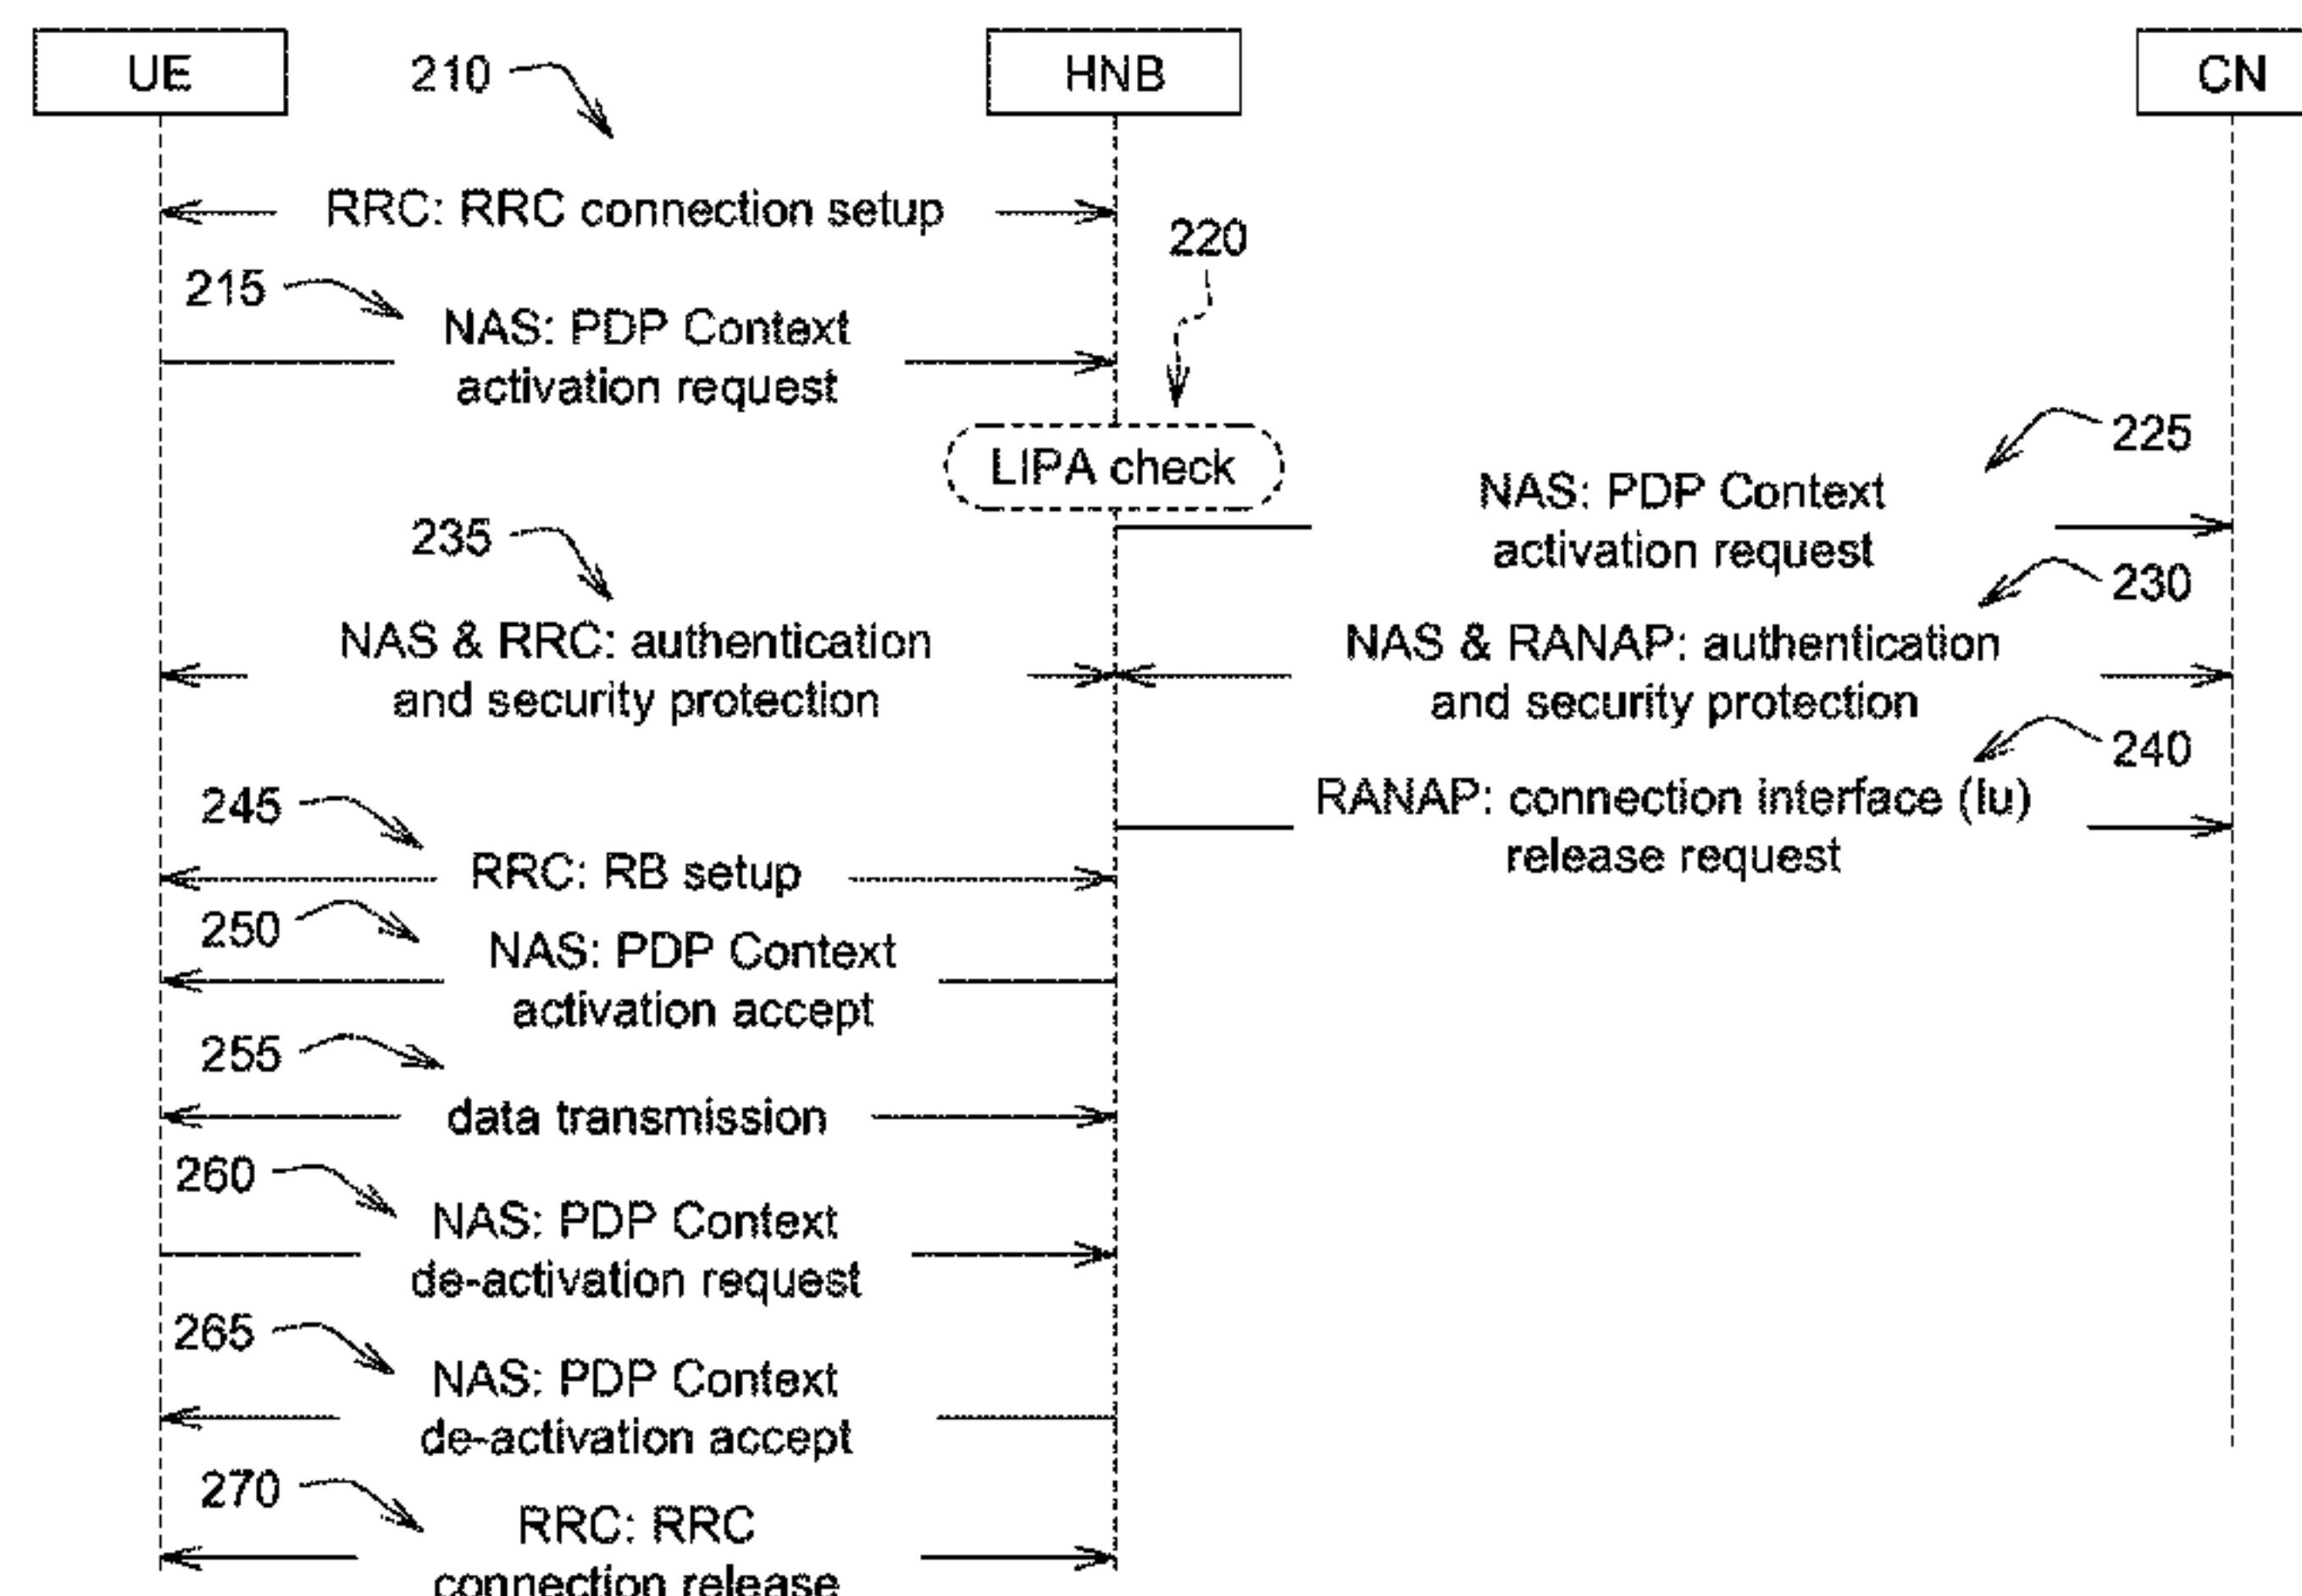 UE
210
HNB
CN
RRC: RRC connection setup
220
215
NAS: PDP Context
activation request
LIPA check
225
NAS: PDP Context
activation request
235
230
NAS & RRC: authentication
and security protection
NAS & RANAP: authentication
and security protection
240
RANAP: connection interface (Iu)
release request
245
RRC: RB setup
250
NAS: PDP Context
activation accept
255
data transmission
260
NAS: PDP Context
de-activation request
265
NAS: PDP Context
de-activation accept
270
RRC: RRC
connection release